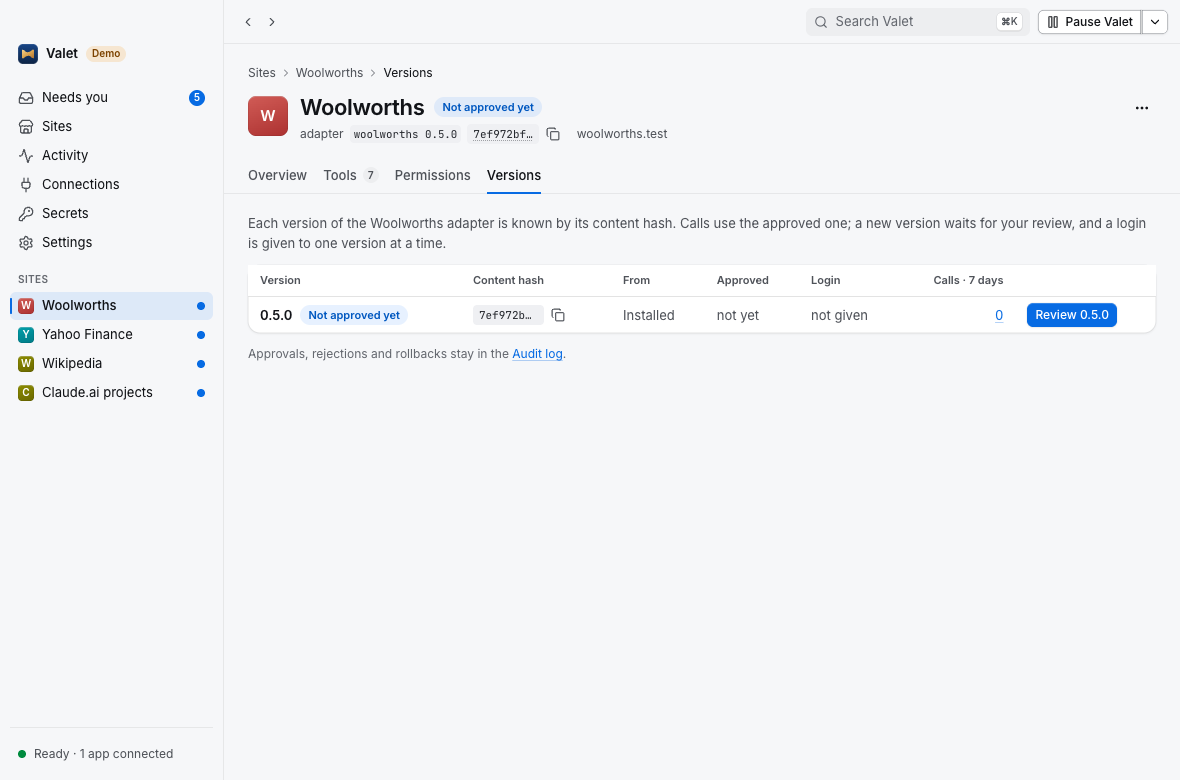 Valet Demo
Needs you 5
Sites
Activity
Connections
Secrets
Settings
SITES
W Woolworths
Y Yahoo Finance
W Wikipedia
C Claude.ai projects
Ready · 1 app connected
Search Valet ⌘K
Pause Valet
Sites Woolworths Versions
W
Woolworths Not approved yet
adapter woolworths 0.5.0 7ef972bf… woolworths.test
Overview Tools 7 Permissions Versions
Each version of the Woolworths adapter is known by its content hash. Calls use the approved one; a new version waits for your review, and a login
is given to one version at a time.
Version Content hash From Approved Login Calls · 7 days
0.5.0 Not approved yet 7ef972b… Installed not yet not given 0 Review 0.5.0
Approvals, rejections and rollbacks stay in the Audit log.